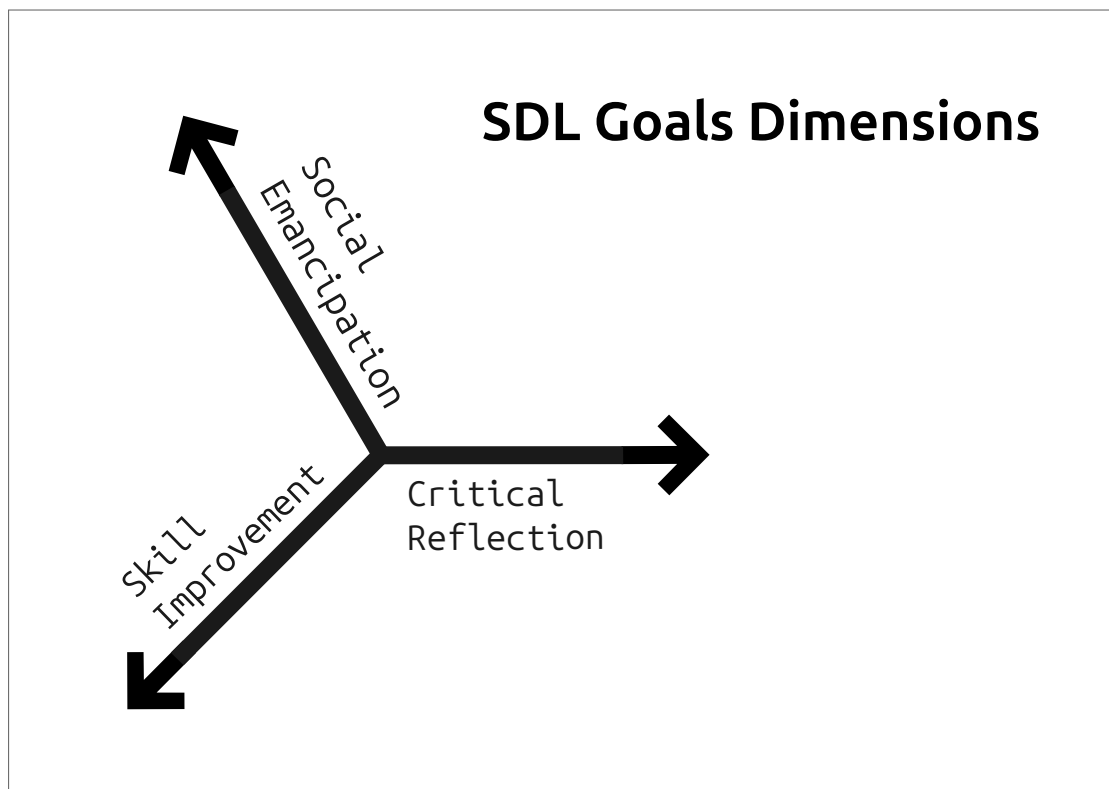 SDL Goals Dimensions
Social
Emancipation
Skill
Improvement
Critical
Reflection